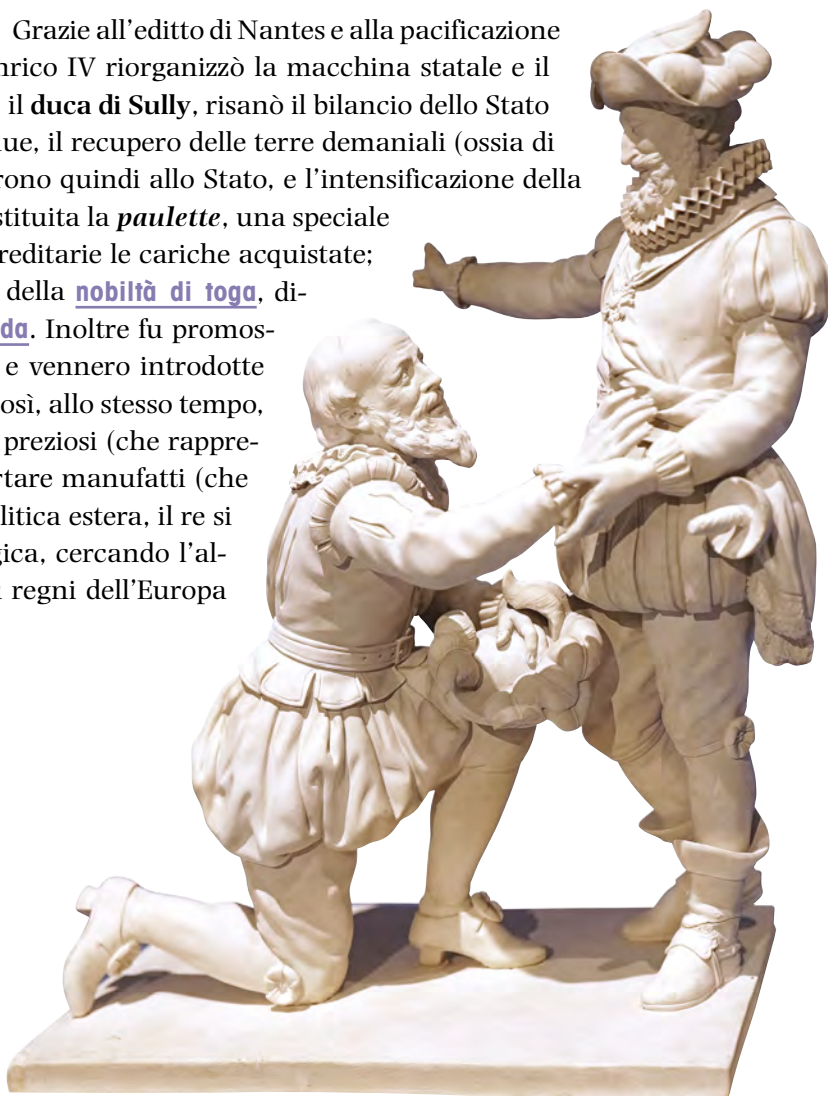 Grazie all'editto di Nantes e alla pacificazione
nrico IV riorganizzò la macchina statale e il
il duca di Sully, risanò il bilancio dello Stato
ue, il recupero delle terre demaniali (ossia di
rono quindi allo Stato, e l'intensificazione della
stituita la paulette, una speciale
reditarie le cariche acquistate;
della nobiltà di toga, di-
da. Inoltre fu promos-
e vennero introdotte
osì, allo stesso tempo,
preziosi (che rappre-
rtare manufatti (che
litica estera, il re si
gica, cercando l'al-
i regni dell'Europa